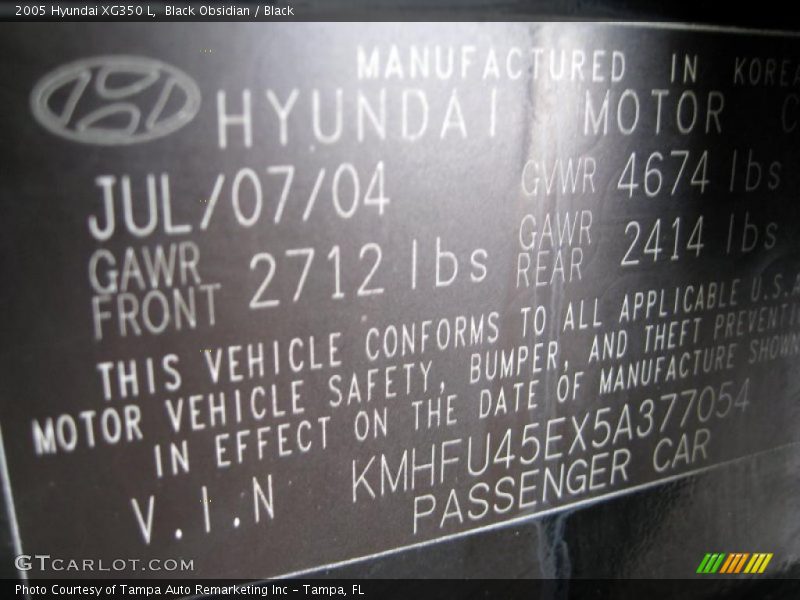 2005 Hyundai XG350 L, Black Obsidian / Black
MANUFACTURED IN KOREA
HYUNDAI MOTOR C
JUL/07/04 GVWR 4674 lbs
GAWR FRONT 2712 lbs GAWR REAR 2414 lbs
THIS VEHICLE CONFORMS TO ALL APPLICABLE U.S.A
MOTOR VEHICLE SAFETY, BUMPER, AND THEFT PREVENTI
IN EFFECT ON THE DATE OF MANUFACTURE SHOWN
V.I.N KMHFU45EX5A377054
PASSENGER CAR
GTCARLOT.COM
Photo Courtesy of Tampa Auto Remarketing Inc - Tampa, FL